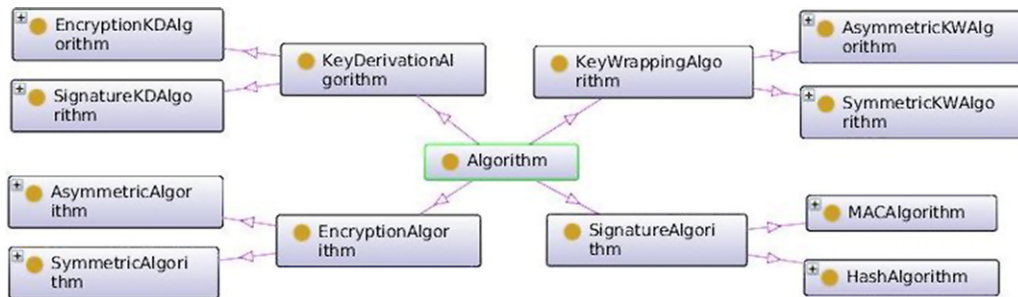 EncryptionKDAlg
orithm
KeyDerivationAl
gorithm
SignatureKDAlgo
rithm
KeyWrappingAlgo
rithm
AsymmetricKWAlg
orithm
SymmetricKWAlgo
rithm
Algorithm
AsymmetricAlgor
ithm
EncryptionAlgor
ithm
SymmetricAlgori
thm
SignatureAlgori
thm
MACAlgorithm
HashAlgorithm